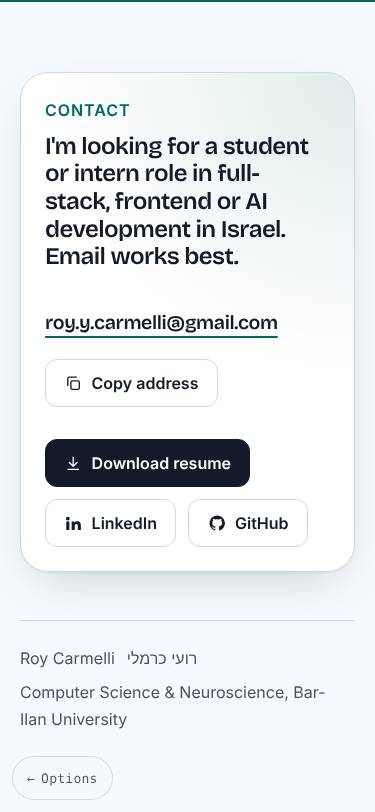 CONTACT
I'm looking for a student
or intern role in full-
stack, frontend or AI
development in Israel.
Email works best.
roy.y.carmelli@gmail.com
Copy address
Download resume
LinkedIn
GitHub
Roy Carmelli רועי כרמלי
Computer Science & Neuroscience, Bar-
Ilan University
← Options